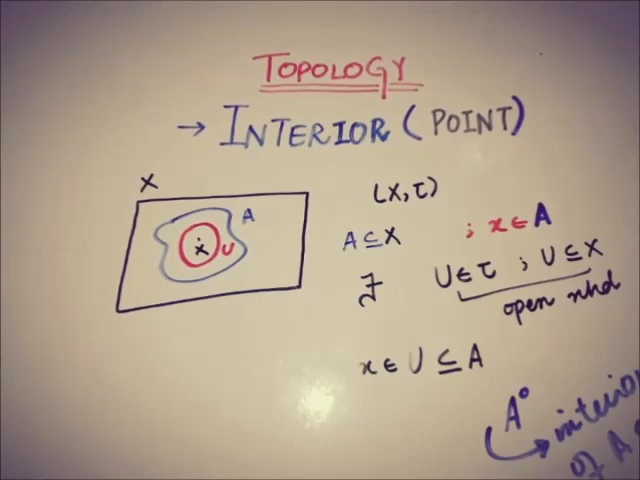 TOPOLOGY
→ INTERIOR (POINT)
X
A
U
x
(X, τ)
A ⊆ X ; x ∈ A
∃ U ∈ τ ; U ⊆ X
open nhd
x ∈ U ⊆ A
A°
interior
of A